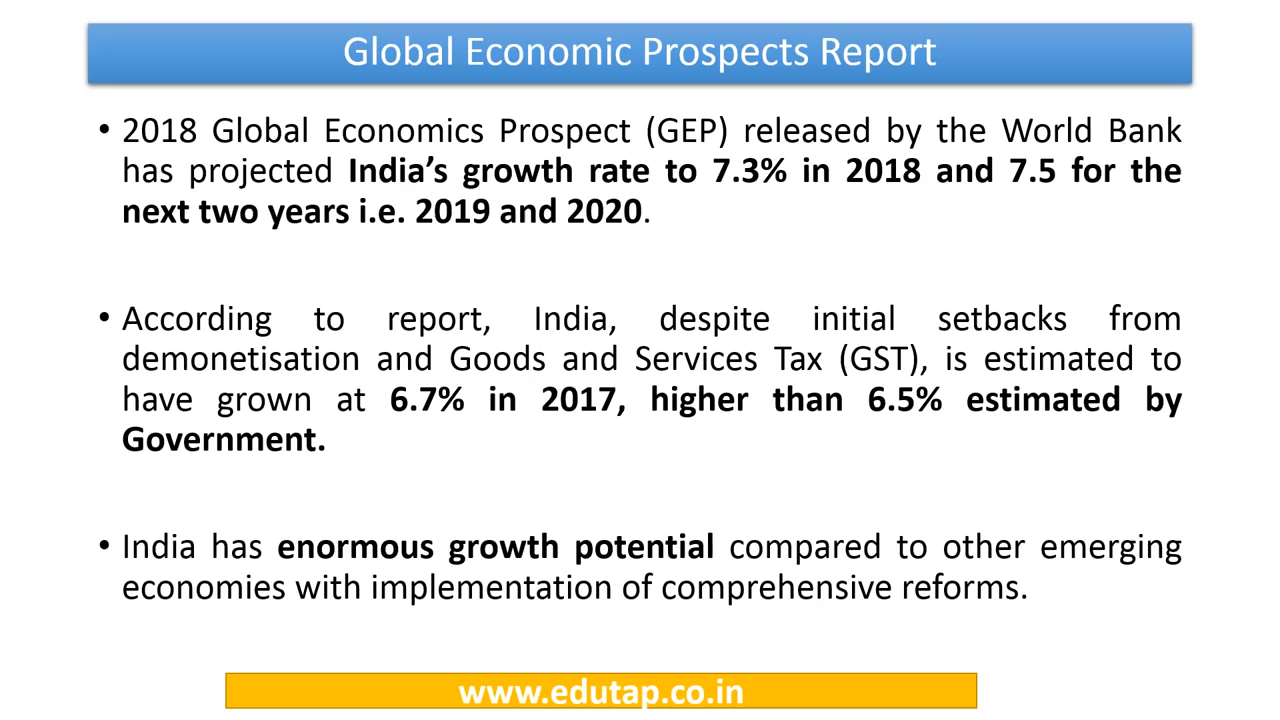 Global Economic Prospects Report
• 2018 Global Economics Prospect (GEP) released by the World Bank
has projected India’s growth rate to 7.3% in 2018 and 7.5 for the
next two years i.e. 2019 and 2020.
• According to report, India, despite initial setbacks from
demonetisation and Goods and Services Tax (GST), is estimated to
have grown at 6.7% in 2017, higher than 6.5% estimated by
Government.
• India has enormous growth potential compared to other emerging
economies with implementation of comprehensive reforms.
www.edutap.co.in